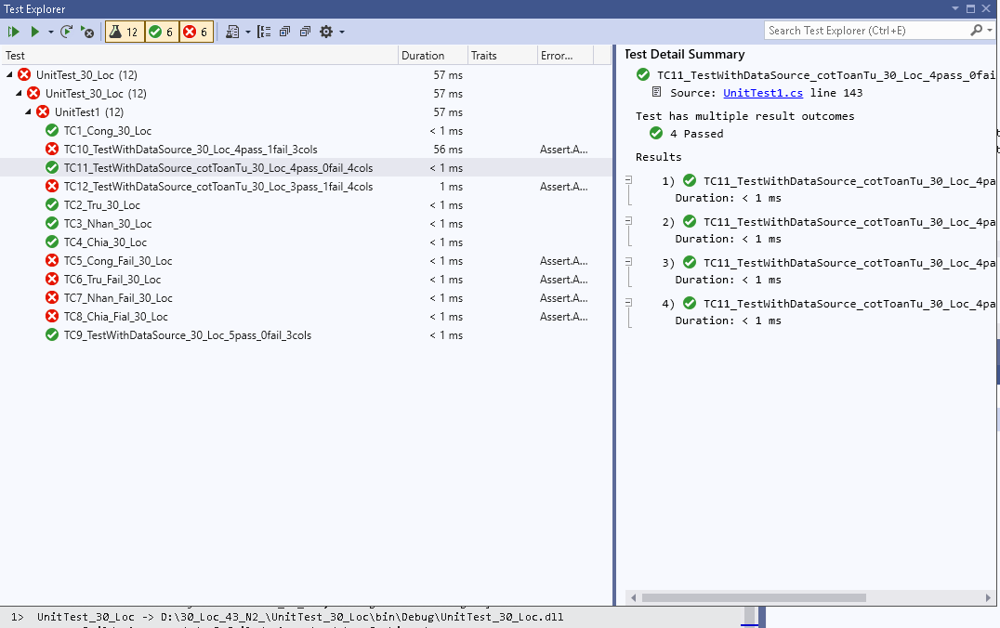 Test Explorer
12 6 6
Search Test Explorer (Ctrl+E)
Test Duration Traits Error...
UnitTest_30_Loc (12) 57 ms
UnitTest_30_Loc (12) 57 ms
UnitTest1 (12) 57 ms
TC1_Cong_30_Loc < 1 ms
TC10_TestWithDataSource_30_Loc_4pass_1fail_3cols 56 ms Assert.A...
TC11_TestWithDataSource_cotToanTu_30_Loc_4pass_0fail_4cols < 1 ms
TC12_TestWithDataSource_cotToanTu_30_Loc_3pass_1fail_4cols 1 ms Assert.A...
TC2_Tru_30_Loc < 1 ms
TC3_Nhan_30_Loc < 1 ms
TC4_Chia_30_Loc < 1 ms
TC5_Cong_Fail_30_Loc < 1 ms Assert.A...
TC6_Tru_Fail_30_Loc < 1 ms Assert.A...
TC7_Nhan_Fail_30_Loc < 1 ms Assert.A...
TC8_Chia_Fial_30_Loc < 1 ms Assert.A...
TC9_TestWithDataSource_30_Loc_5pass_0fail_3cols < 1 ms
Test Detail Summary
TC11_TestWithDataSource_cotToanTu_30_Loc_4pass_0fai
Source: UnitTest1.cs line 143
Test has multiple result outcomes
4 Passed
Results
1) TC11_TestWithDataSource_cotToanTu_30_Loc_4pa
Duration: < 1 ms
2) TC11_TestWithDataSource_cotToanTu_30_Loc_4pa
Duration: < 1 ms
3) TC11_TestWithDataSource_cotToanTu_30_Loc_4pa
Duration: < 1 ms
4) TC11_TestWithDataSource_cotToanTu_30_Loc_4pa
Duration: < 1 ms
1> UnitTest_30_Loc -> D:\30_Loc_43_N2_\UnitTest_30_Loc\bin\Debug\UnitTest_30_Loc.dll